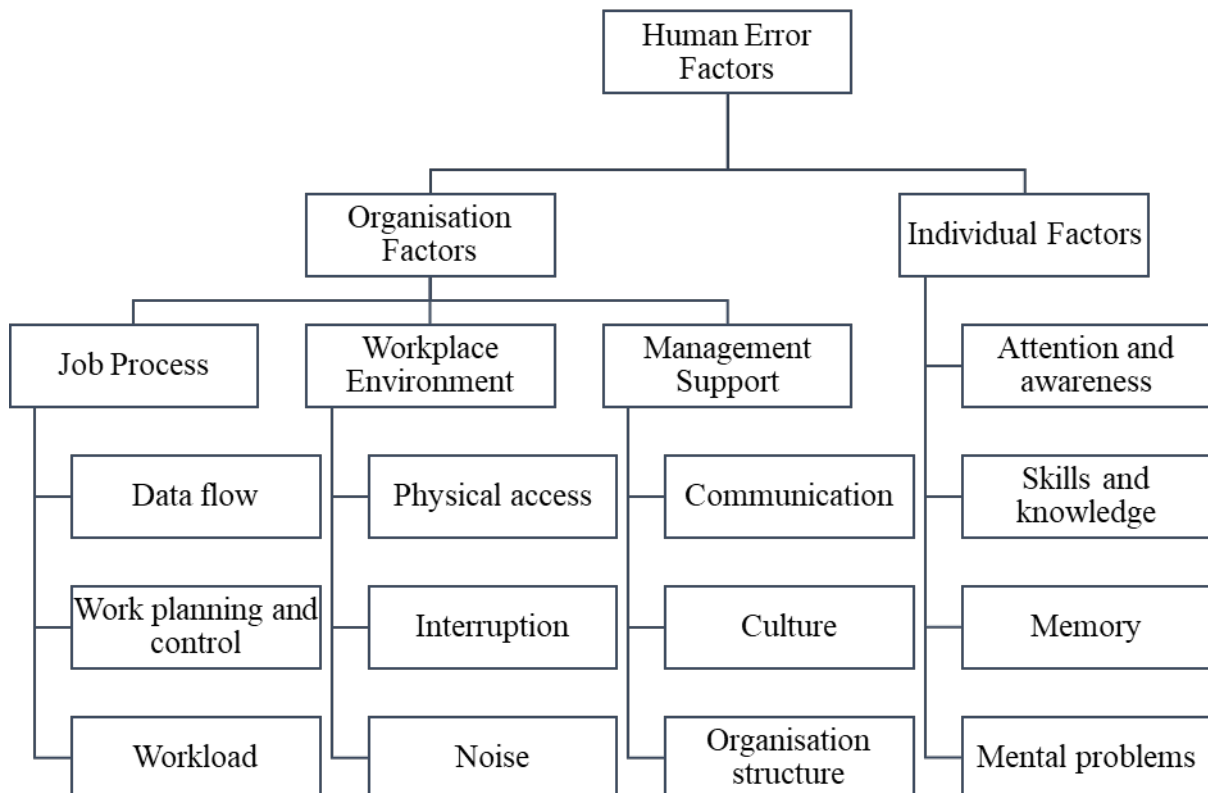 Human Error
Factors
Organisation
Factors
Individual Factors
Job Process
Workplace
Environment
Management
Support
Attention and
awareness
Data flow
Physical access
Communication
Skills and
knowledge
Work planning and
control
Interruption
Culture
Memory
Workload
Noise
Organisation
structure
Mental problems